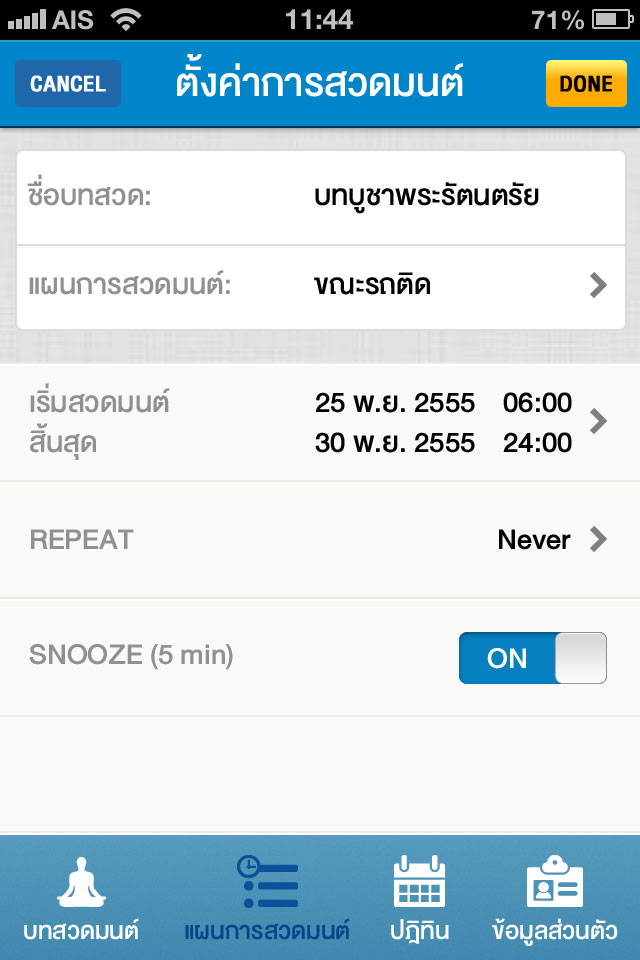 AIS 11:44 71%
CANCEL ตั้งค่าการสวดมนต์ DONE
ชื่อบทสวด: บทบูชาพระรัตนตรัย
แผนการสวดมนต์: ขณะรถติด
เริ่มสวดมนต์ 25 พ.ย. 2555 06:00
สิ้นสุด 30 พ.ย. 2555 24:00
REPEAT Never
SNOOZE (5 min) ON
บทสวดมนต์ แผนการสวดมนต์ ปฎิทิน ข้อมูลส่วนตัว